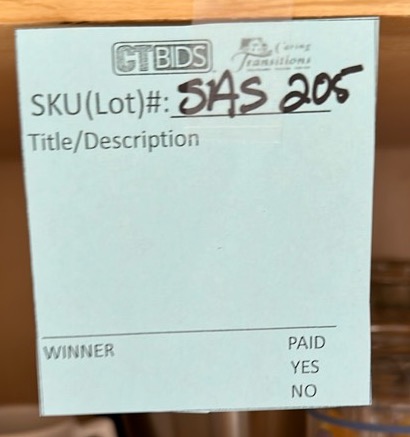 CTBIDS Caring Transitions
SKU(Lot)#: SAS 205
Title/Description
WINNER PAID
YES
NO